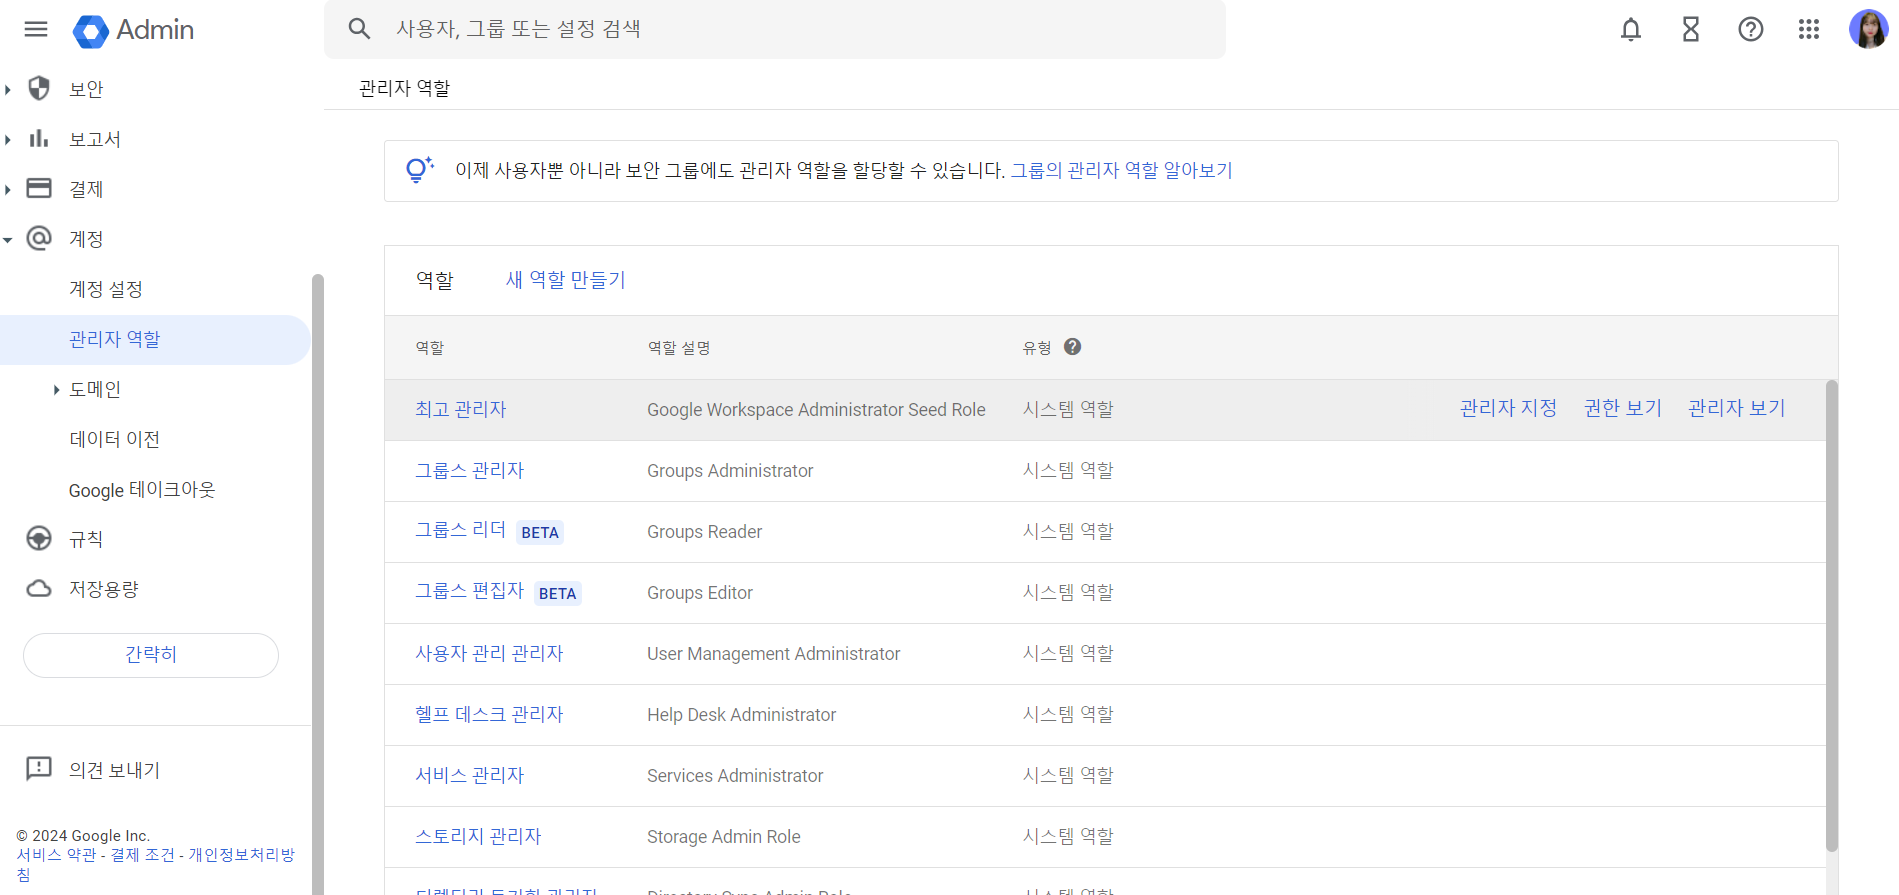 Admin
사용자, 그룹 또는 설정 검색
보안
보고서
결제
계정
계정 설정
관리자 역할
도메인
데이터 이전
Google 테이크아웃
규칙
저장용량
간략히
의견 보내기
© 2024 Google Inc.
서비스 약관 - 결제 조건 - 개인정보처리방
침
관리자 역할
이제 사용자뿐 아니라 보안 그룹에도 관리자 역할을 할당할 수 있습니다. 그룹의 관리자 역할 알아보기
역할 새 역할 만들기
역할 역할 설명 유형
최고 관리자 Google Workspace Administrator Seed Role 시스템 역할 관리자 지정 권한 보기 관리자 보기
그룹스 관리자 Groups Administrator 시스템 역할
그룹스 리더 BETA Groups Reader 시스템 역할
그룹스 편집자 BETA Groups Editor 시스템 역할
사용자 관리 관리자 User Management Administrator 시스템 역할
헬프 데스크 관리자 Help Desk Administrator 시스템 역할
서비스 관리자 Services Administrator 시스템 역할
스토리지 관리자 Storage Admin Role 시스템 역할